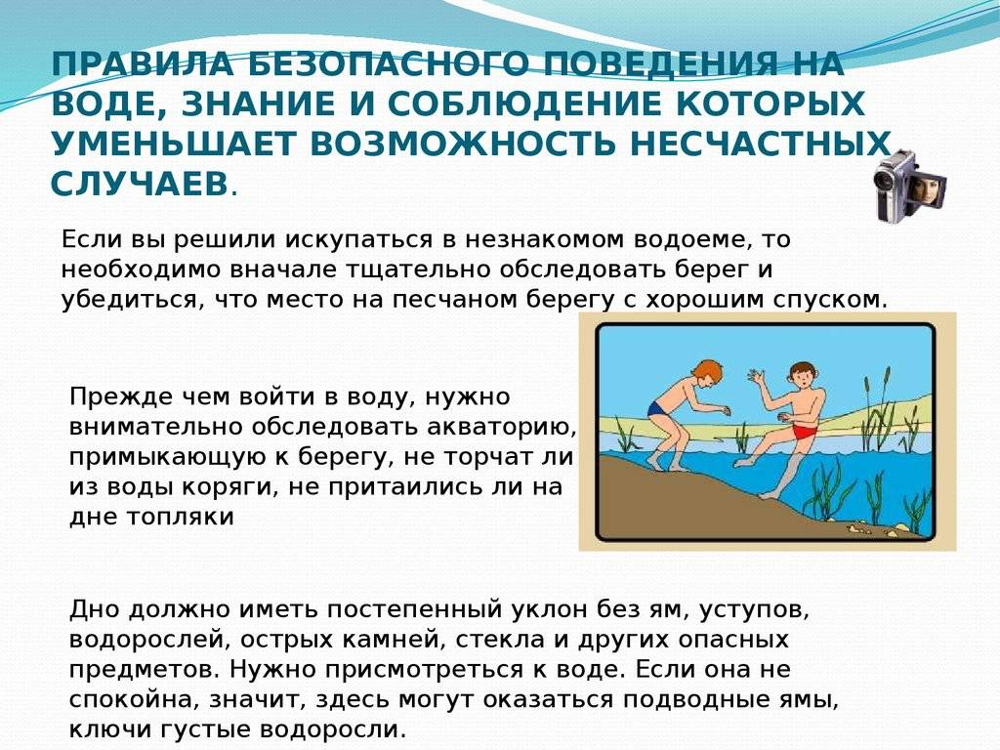 ПРАВИЛА БЕЗОПАСНОГО ПОВЕДЕНИЯ НА
ВОДЕ, ЗНАНИЕ И СОБЛЮДЕНИЕ КОТОРЫХ
УМЕНЬШАЕТ ВОЗМОЖНОСТЬ НЕСЧАСТНЫХ
СЛУЧАЕВ.
Если вы решили искупаться в незнакомом водоеме, то
необходимо вначале тщательно обследовать берег и
убедиться, что место на песчаном берегу с хорошим спуском.
Прежде чем войти в воду, нужно
внимательно обследовать акваторию,
примыкающую к берегу, не торчат ли
из воды коряги, не притаились ли на
дне топляки
Дно должно иметь постепенный уклон без ям, уступов,
водорослей, острых камней, стекла и других опасных
предметов. Нужно присмотреться к воде. Если она не
спокойна, значит, здесь могут оказаться подводные ямы,
ключи густые водоросли.